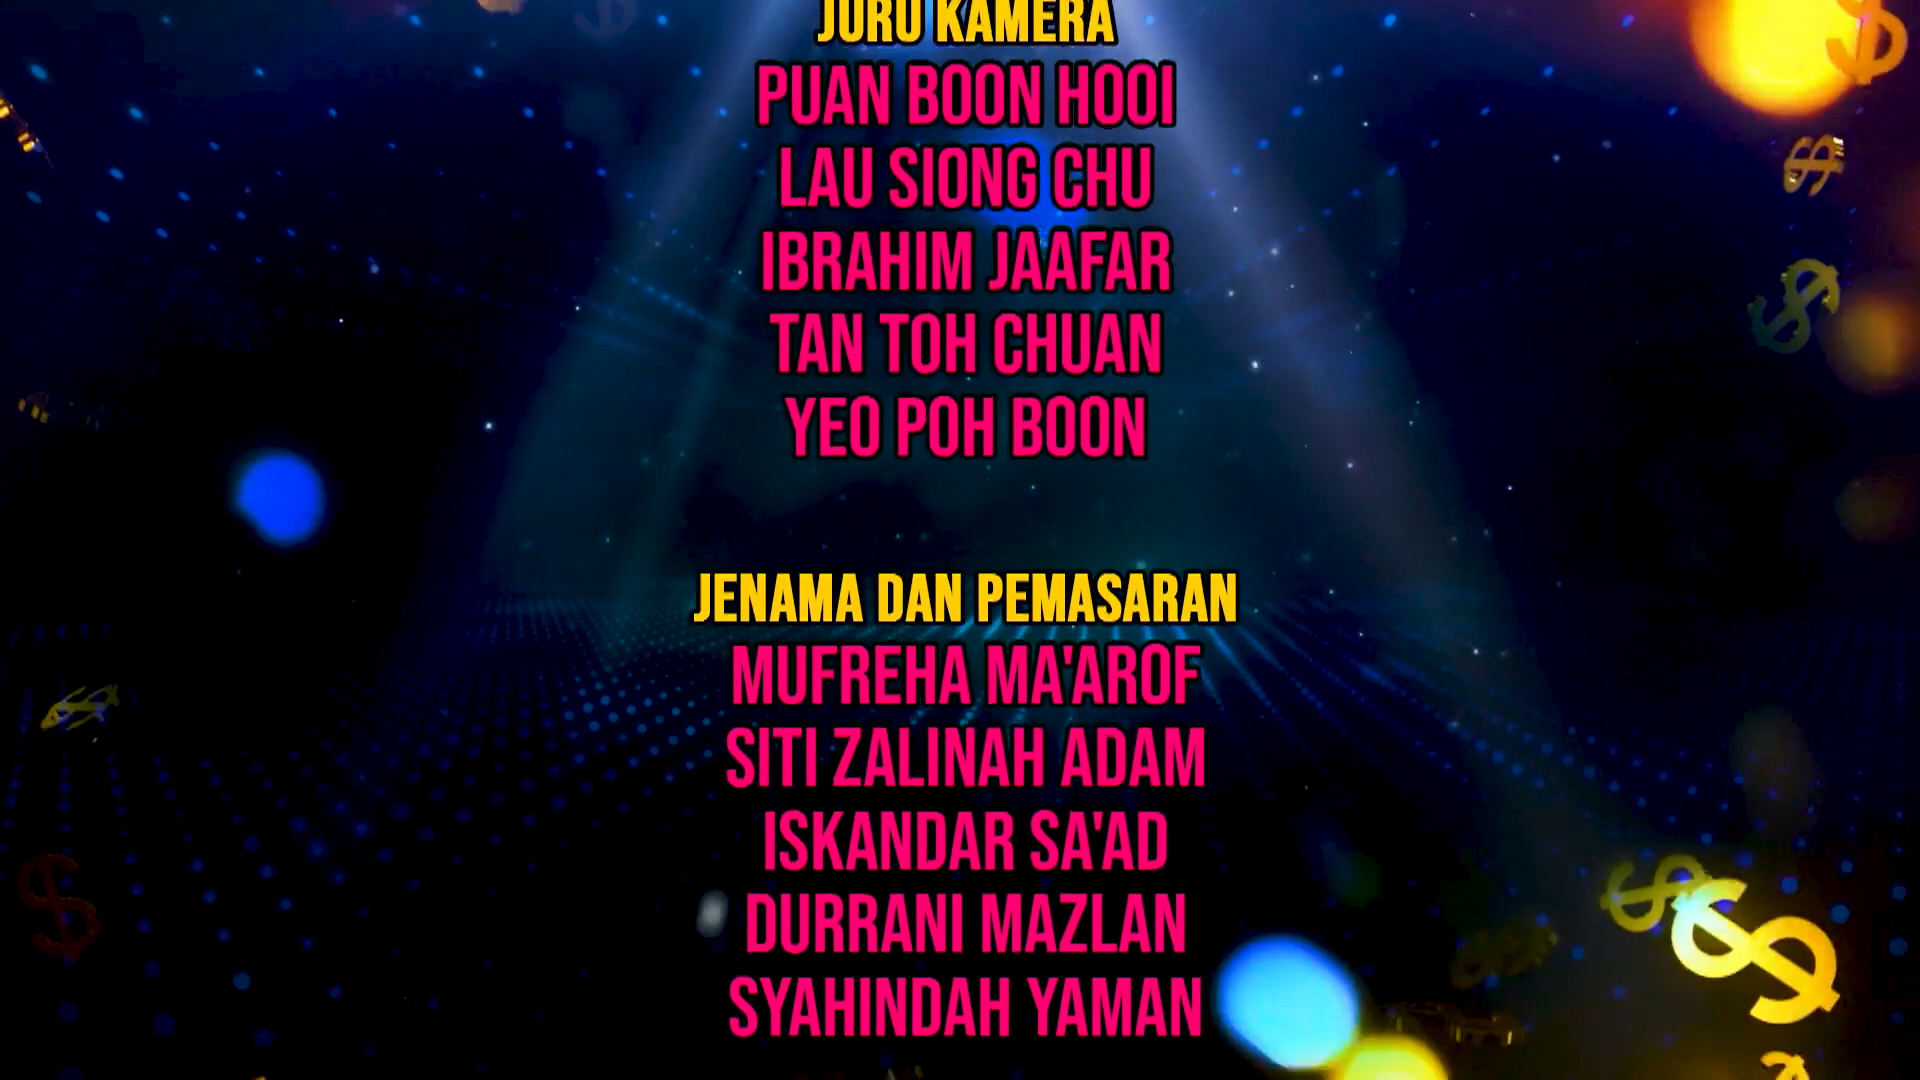 JURU KAMERA
PUAN BOON HOOI
LAU SIONG CHU
IBRAHIM JAAFAR
TAN TOH CHUAN
YEO POH BOON
JENAMA DAN PEMASARAN
MUFREHA MA'AROF
SITI ZALINAH ADAM
ISKANDAR SA'AD
DURRANI MAZLAN
SYAHINDAH YAMAN